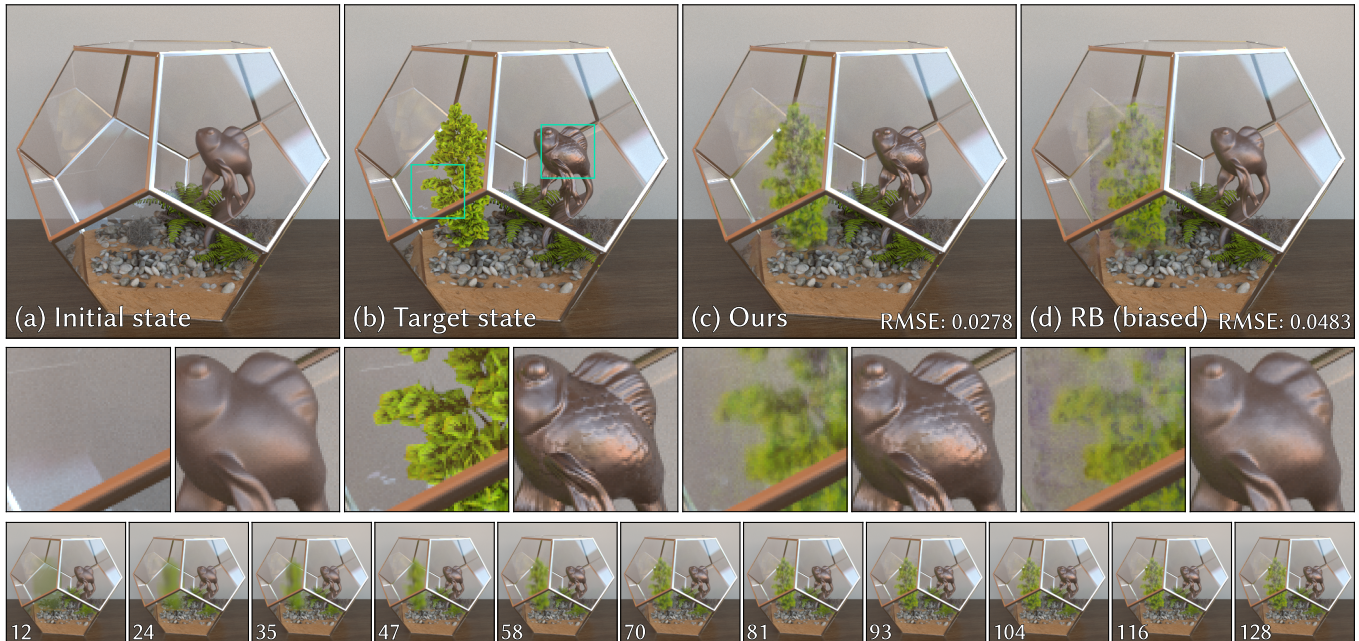 (a) Initial state
(b) Target state
(c) Ours
RMSE: 0.0278
(d) RB (biased)
RMSE: 0.0483
12
24
35
47
58
70
81
93
104
116
128